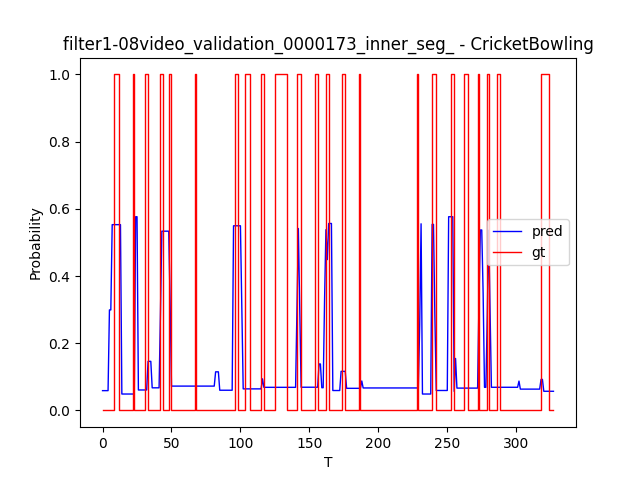 filter1-08video_validation_0000173_inner_seg_ - CricketBowling
1.0
0.8
0.6
0.4
0.2
0.0
Probability
pred
gt
0 50 100 150 200 250 300
T